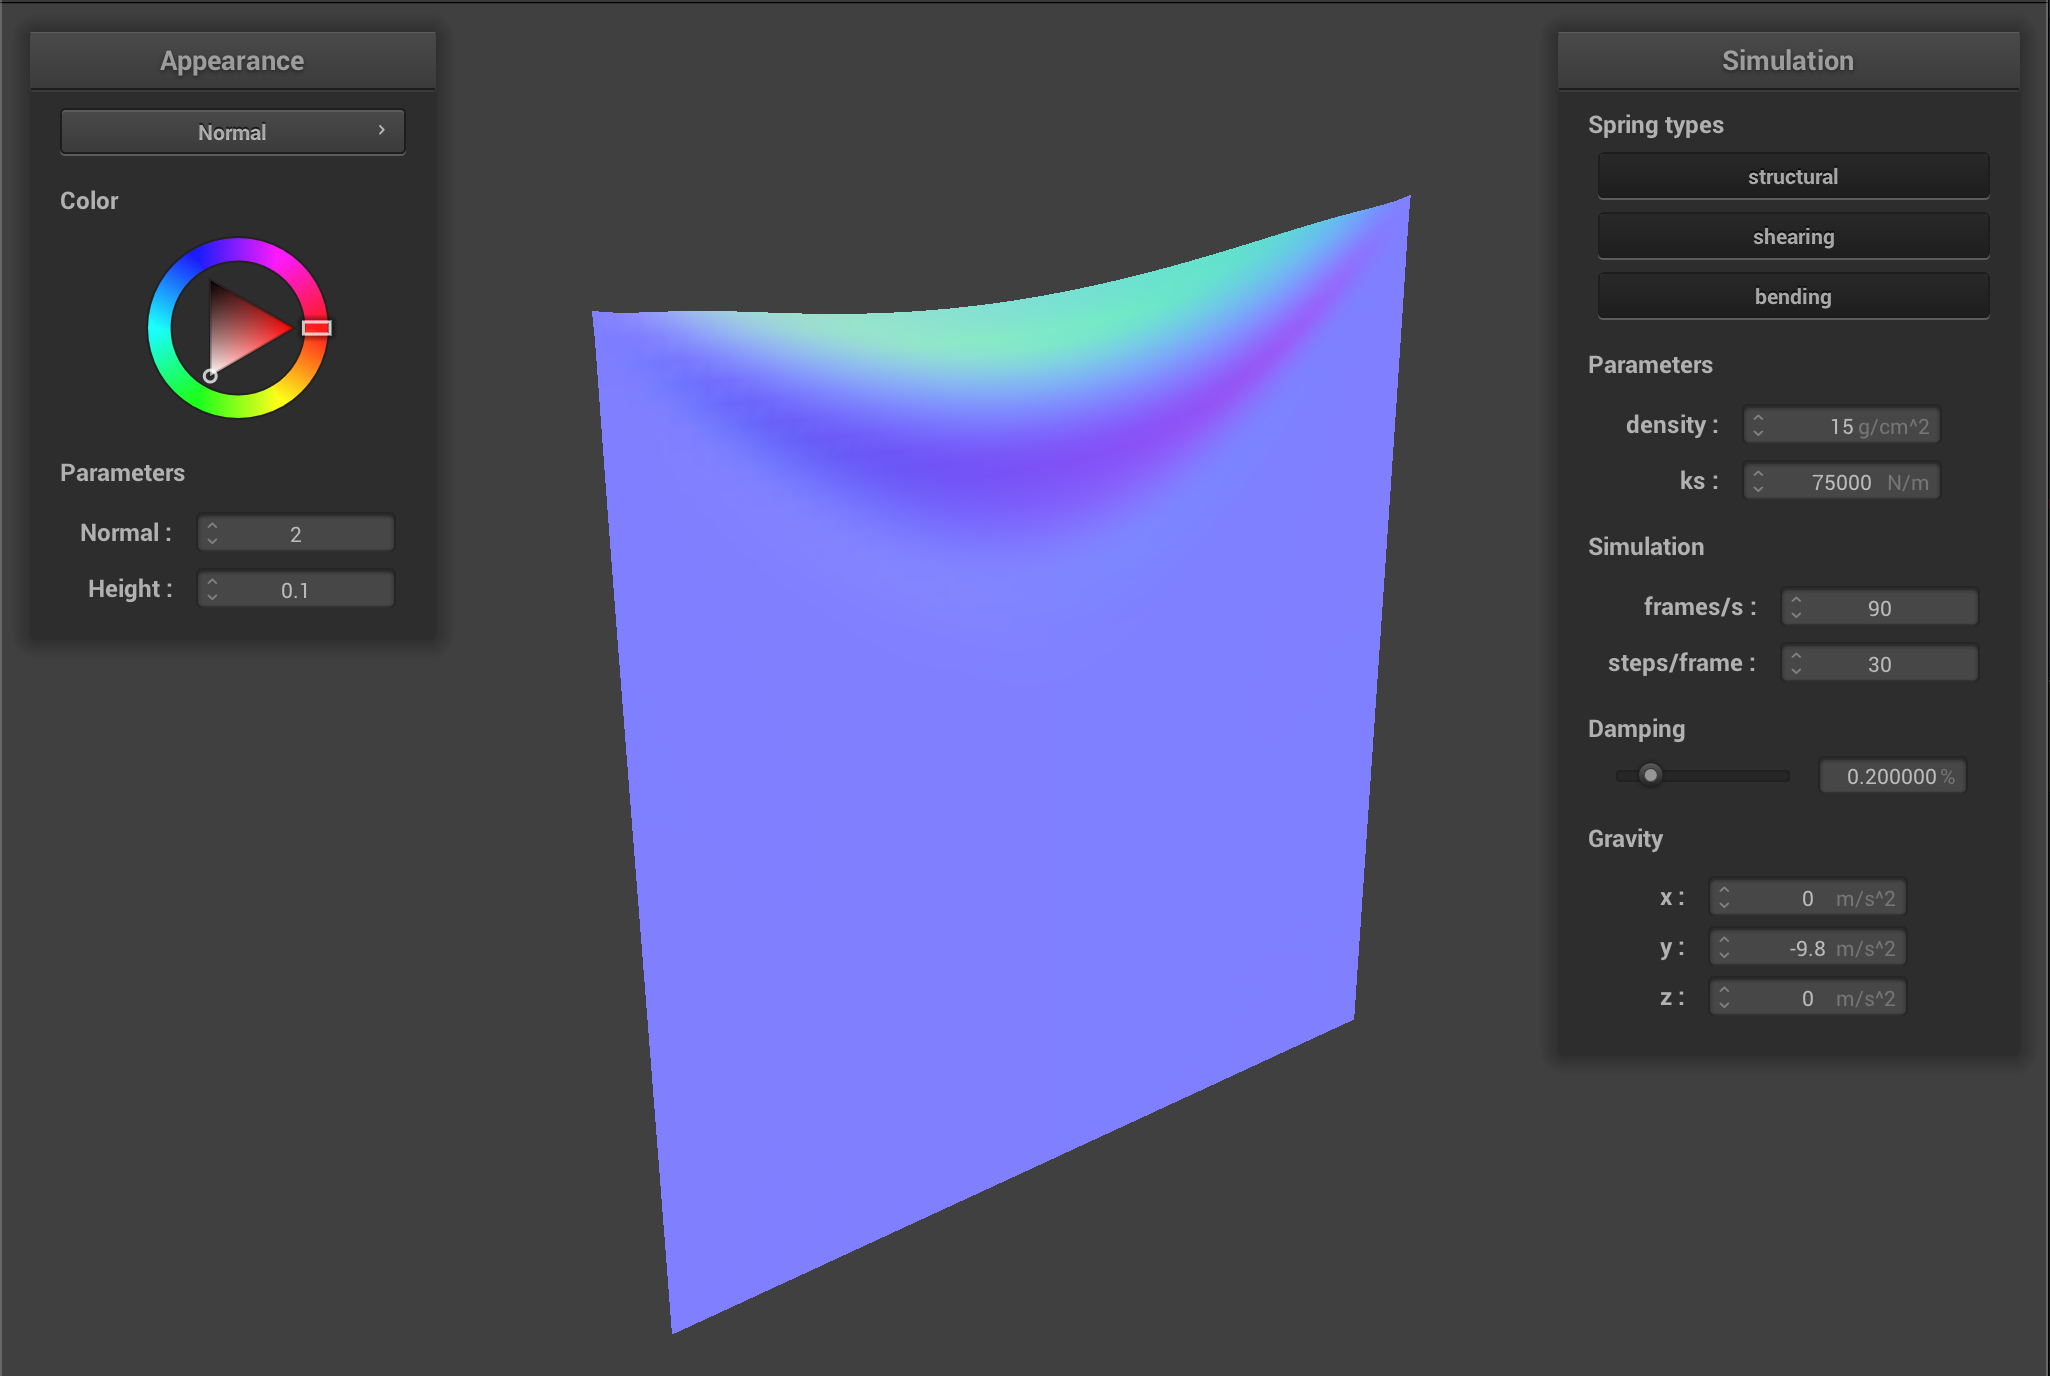 Appearance
Normal
Color
Parameters
Normal : 2
Height : 0.1
Simulation
Spring types
structural
shearing
bending
Parameters
density : 15 g/cm^2
ks : 75000 N/m
Simulation
frames/s : 90
steps/frame : 30
Damping
0.200000 %
Gravity
x : 0 m/s^2
y : -9.8 m/s^2
z : 0 m/s^2